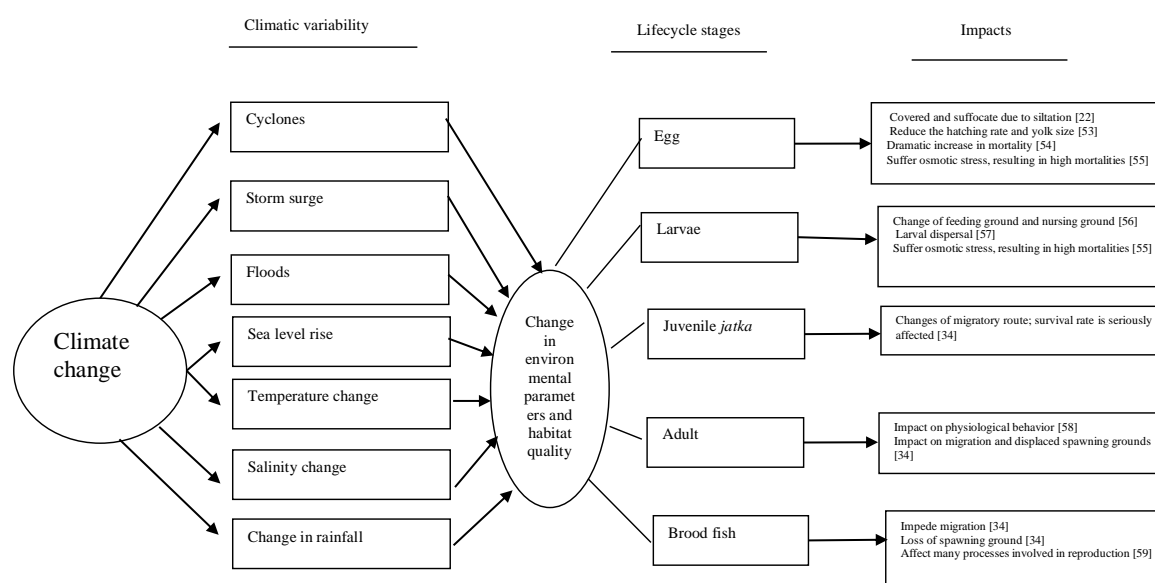 Climatic variability
Lifecycle stages
Impacts
Climate
change
Cyclones
Storm surge
Floods
Sea level rise
Temperature change
Salinity change
Change in rainfall
Change
in
environ
mental
paramet
ers and
habitat
quality
Egg
Larvae
Juvenile jatka
Adult
Brood fish
Covered and suffocate due to siltation [22]
Reduce the hatching rate and yolk size [53]
Dramatic increase in mortality [54]
Suffer osmotic stress, resulting in high mortalities [55]
Change of feeding ground and nursing ground [56]
Larval dispersal [57]
Suffer osmotic stress, resulting in high mortalities [55]
Changes of migratory route; survival rate is seriously
affected [34]
Impact on physiological behavior [58]
Impact on migration and displaced spawning grounds
[34]
Impede migration [34]
Loss of spawning ground [34]
Affect many processes involved in reproduction [59]